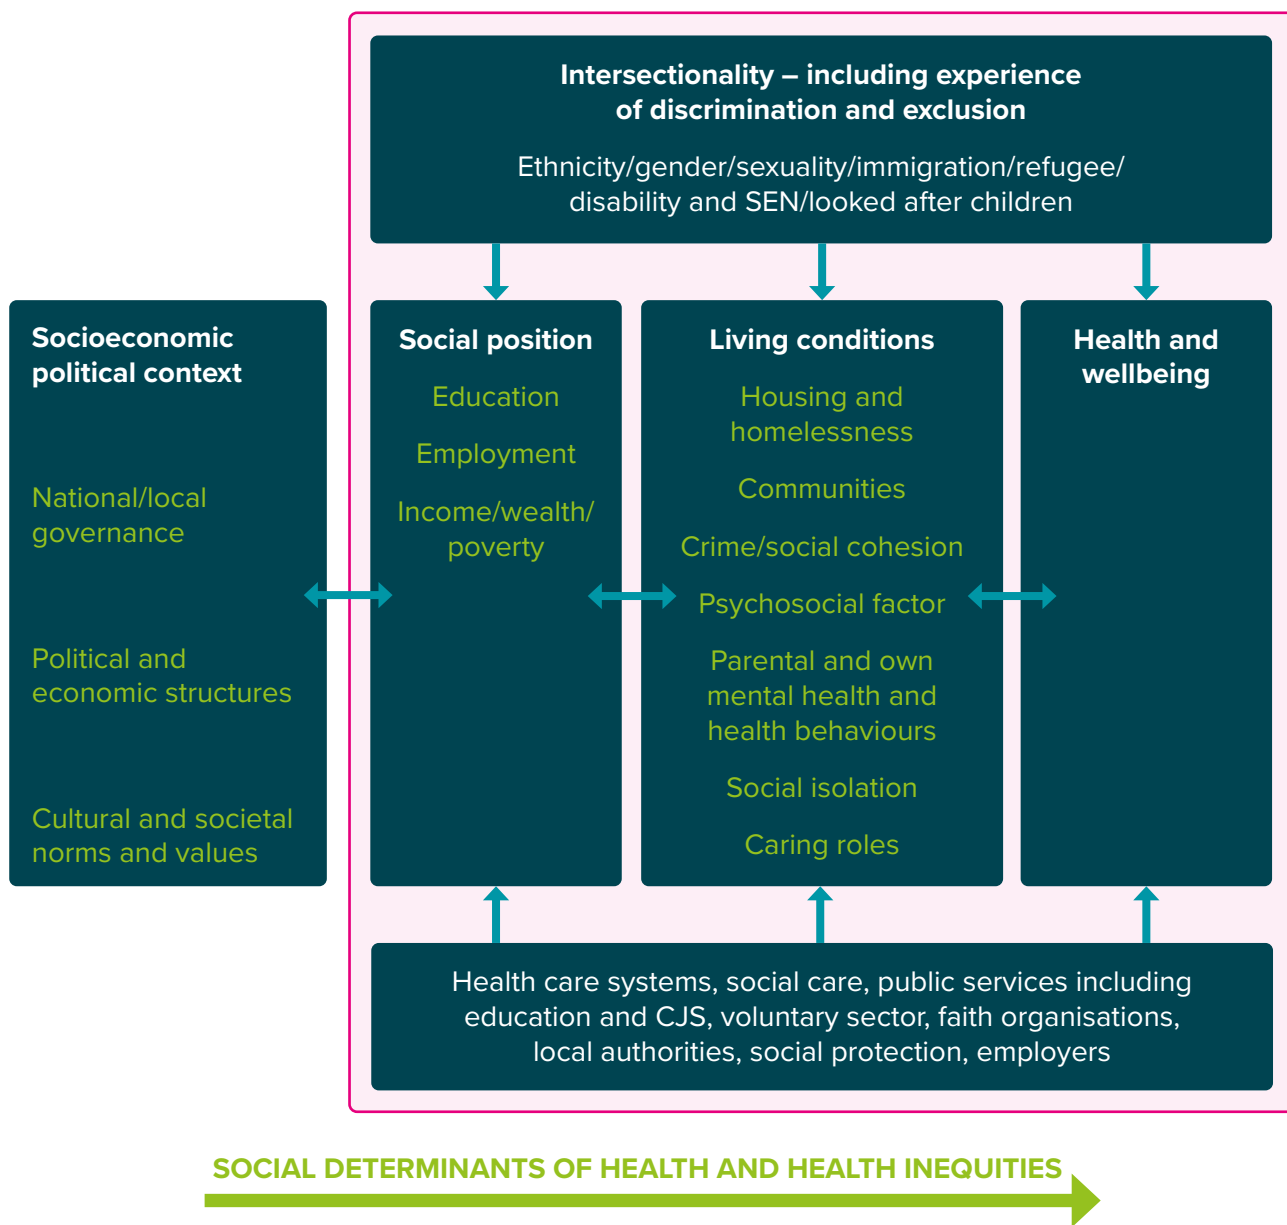 Intersectionality – including experience
of discrimination and exclusion
Ethnicity/gender/sexuality/immigration/refugee/
disability and SEN/looked after children
Socioeconomic
political context
National/local
governance
Political and
economic structures
Cultural and societal
norms and values
Social position
Education
Employment
Income/wealth/
poverty
Living conditions
Housing and
homelessness
Communities
Crime/social cohesion
Psychosocial factor
Parental and own
mental health and
health behaviours
Social isolation
Caring roles
Health and
wellbeing
Health care systems, social care, public services including
education and CJS, voluntary sector, faith organisations,
local authorities, social protection, employers
SOCIAL DETERMINANTS OF HEALTH AND HEALTH INEQUITIES